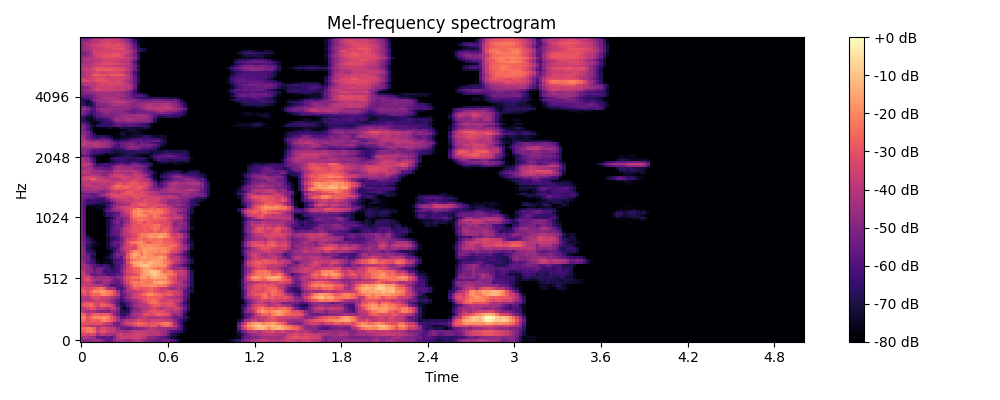 Mel-frequency spectrogram
+0 dB
-10 dB
4096
-20 dB
-30 dB
2048
Hz
-40 dB
1024
-50 dB
-60 dB
512
-70 dB
0
-80 dB
0 0.6 1.2 1.8 2.4 3 3.6 4.2 4.8
Time